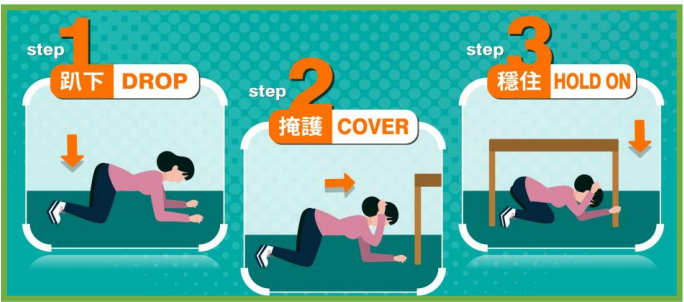 step 1
趴下 DROP
step 2
掩護 COVER
step 3
穩住 HOLD ON